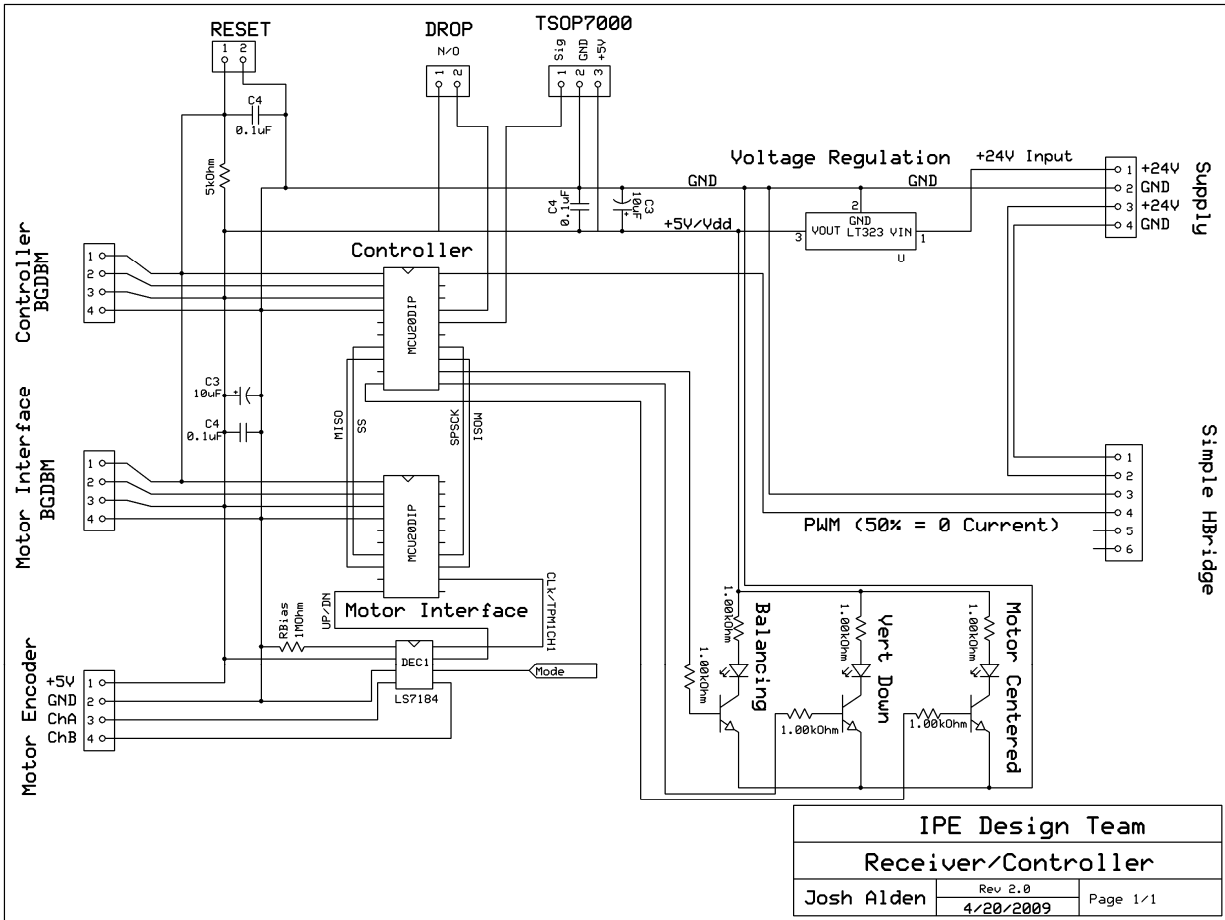 RESET
1 2
C4
0.1uF
5kOhm
DROP
N/O
1 2
TSOP7000
Sig
GND
+5V
1 2 3
C4
0.1uF
C3
10uF
+
GND
+5V/Vdd
Voltage Regulation
GND
+24V Input
2
GND
VOUT LT323 VIN
3
1
U
1 +24V
2 GND
3 +24V
4 GND
Supply
Controller
BGDBM
1
2
3
4
Controller
MCU20DIP
C3
10uF
+
C4
0.1uF
MISO
SS
SPSCK
ISOW
Motor Interface
BGDBM
1
2
3
4
MCU20DIP
Motor Interface
UP/DN
CLk/TPM1CH1
RBias
1MOhm
DEC1
LS7184
Mode
Motor Encoder
+5V 1
GND 2
ChA 3
ChB 4
Simple HBridge
1
2
3
4
5
6
PWM (50% = 0 Current)
1.00kOhm
1.00kOhm
Balancing
1.00kOhm
1.00kOhm
Vert Down
1.00kOhm
1.00kOhm
Motor Centered
IPE Design Team
Receiver/Controller
Josh Alden
Rev 2.0
4/20/2009
Page 1/1